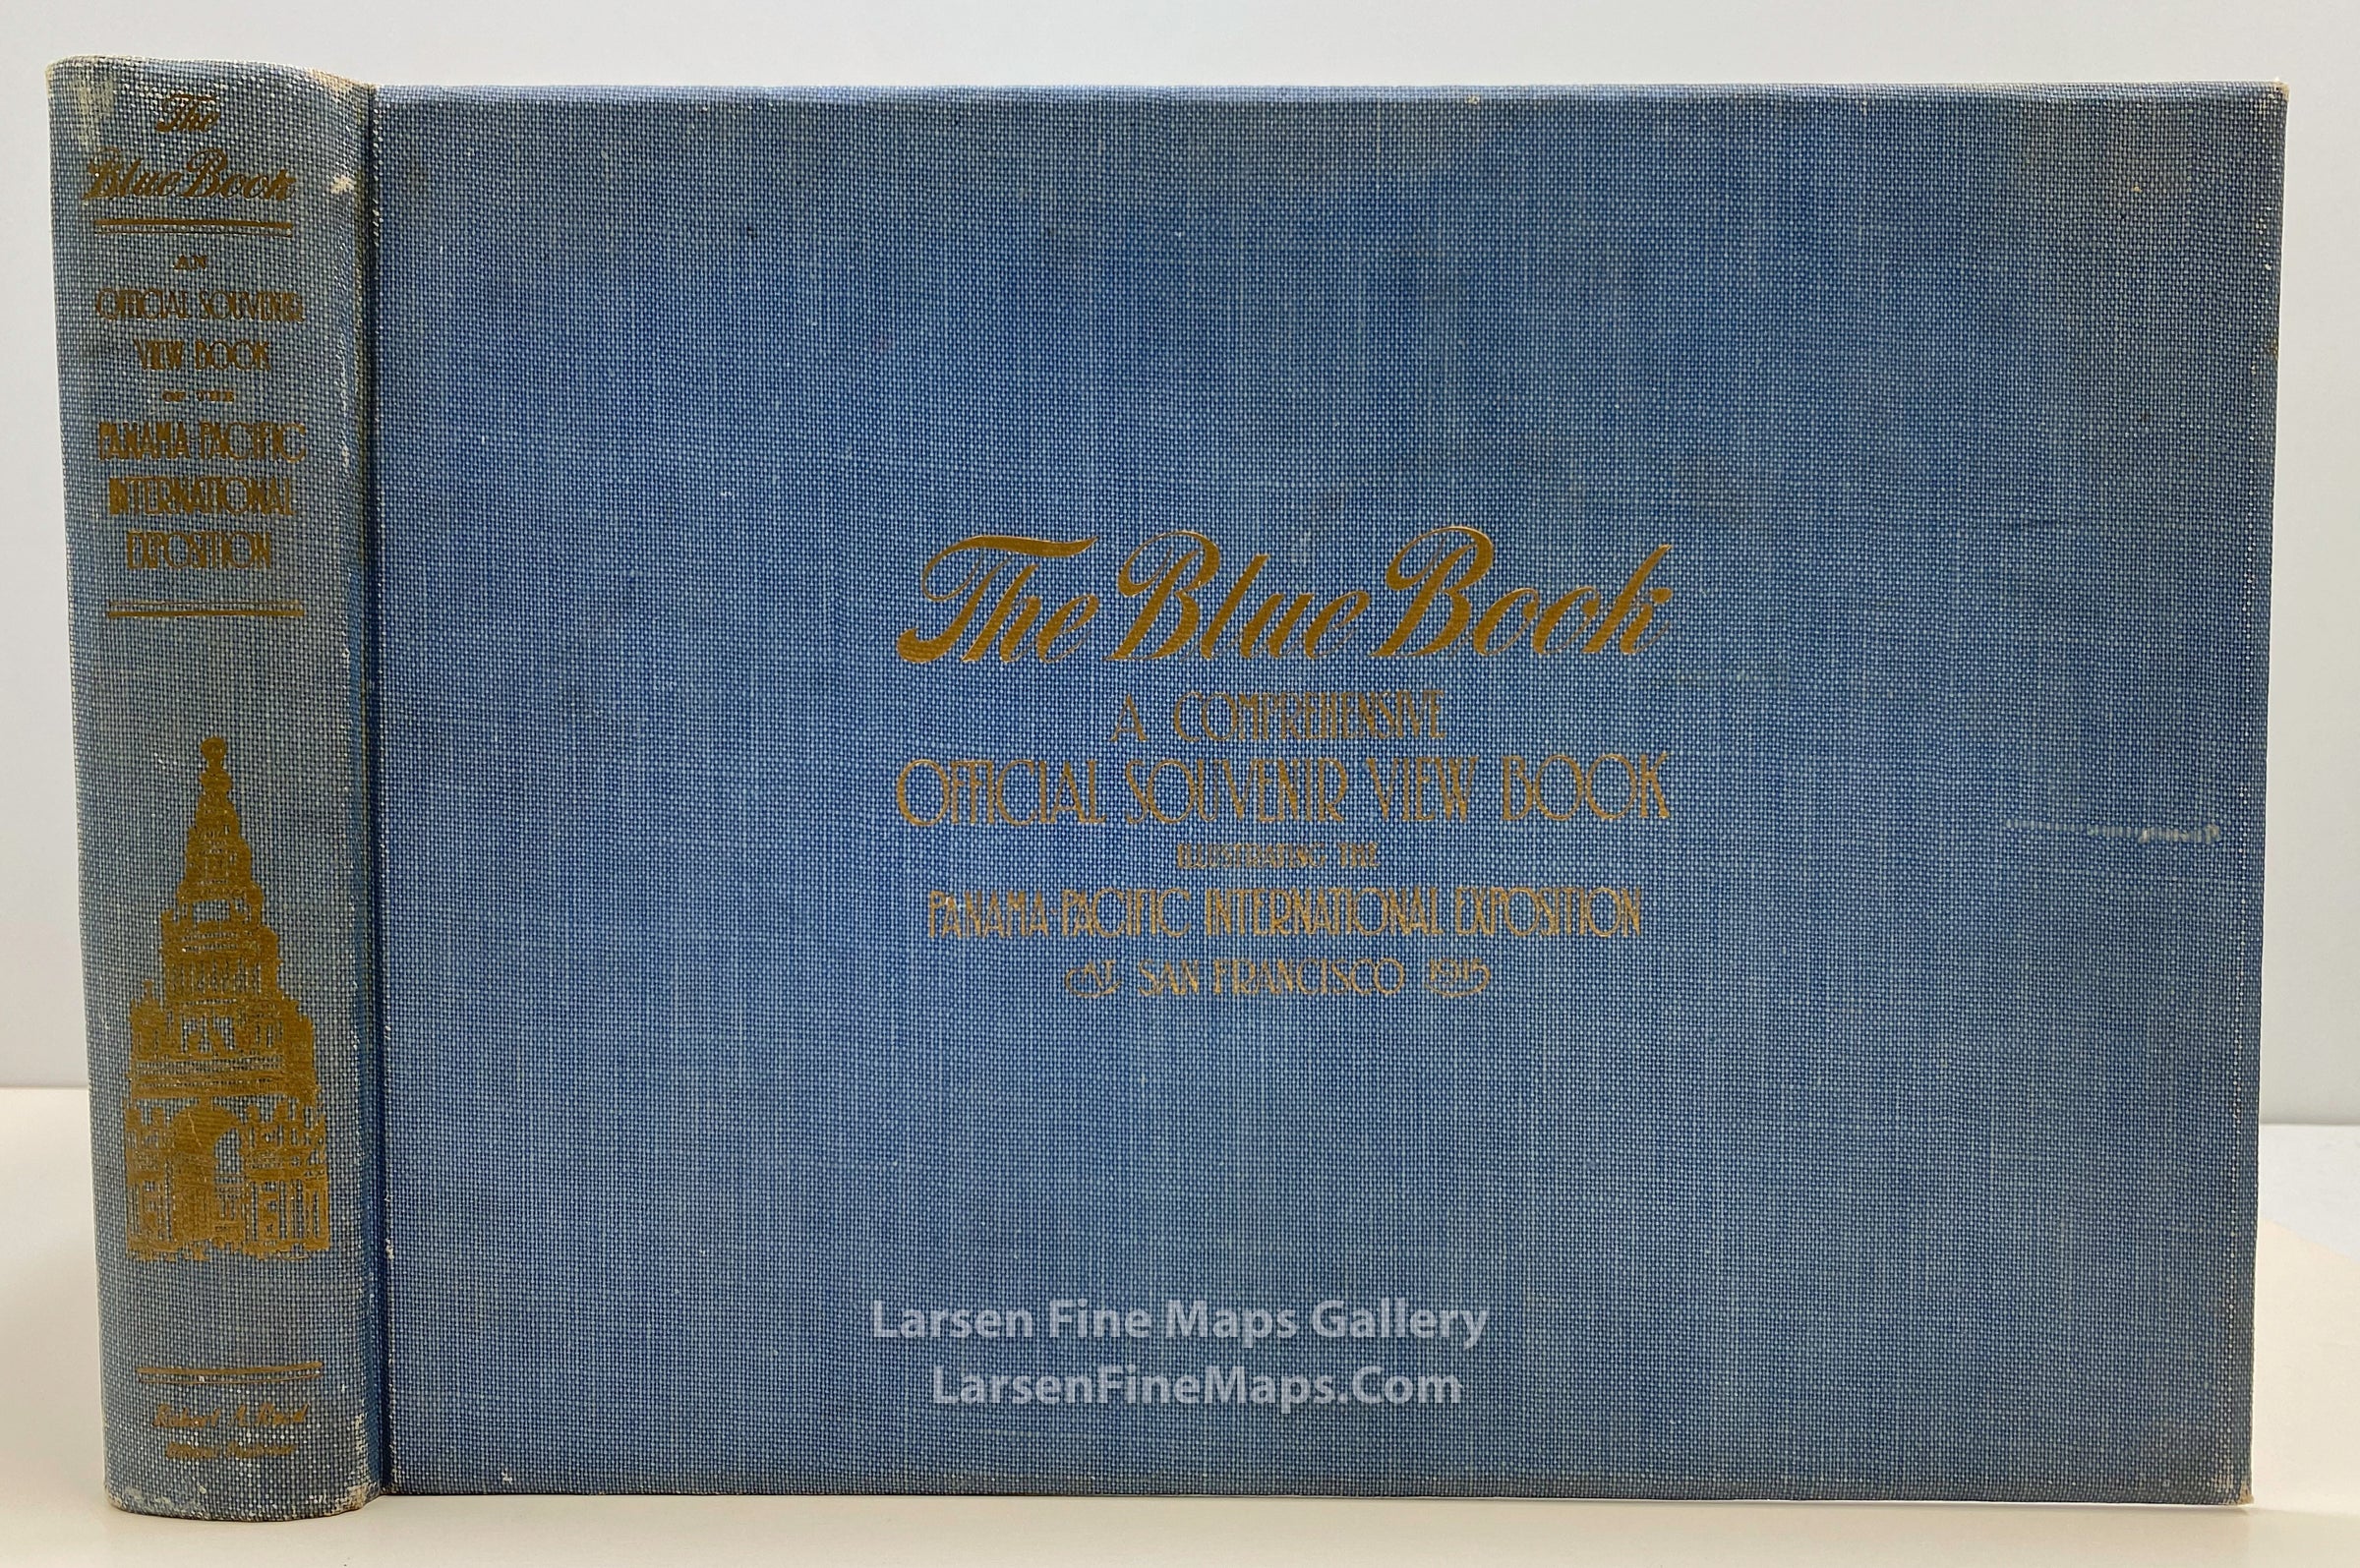 The
Blue Book
AN
OFFICIAL SOUVENIR
VIEW BOOK
OF THE
PANAMA-PACIFIC
INTERNATIONAL
EXPOSITION
Robert A. Reid
The Blue Book
A COMPREHENSIVE
OFFICIAL SOUVENIR VIEW BOOK
ILLUSTRATING THE
PANAMA-PACIFIC INTERNATIONAL EXPOSITION
AT SAN FRANCISCO 1915
Larsen Fine Maps Gallery
LarsenFineMaps.Com